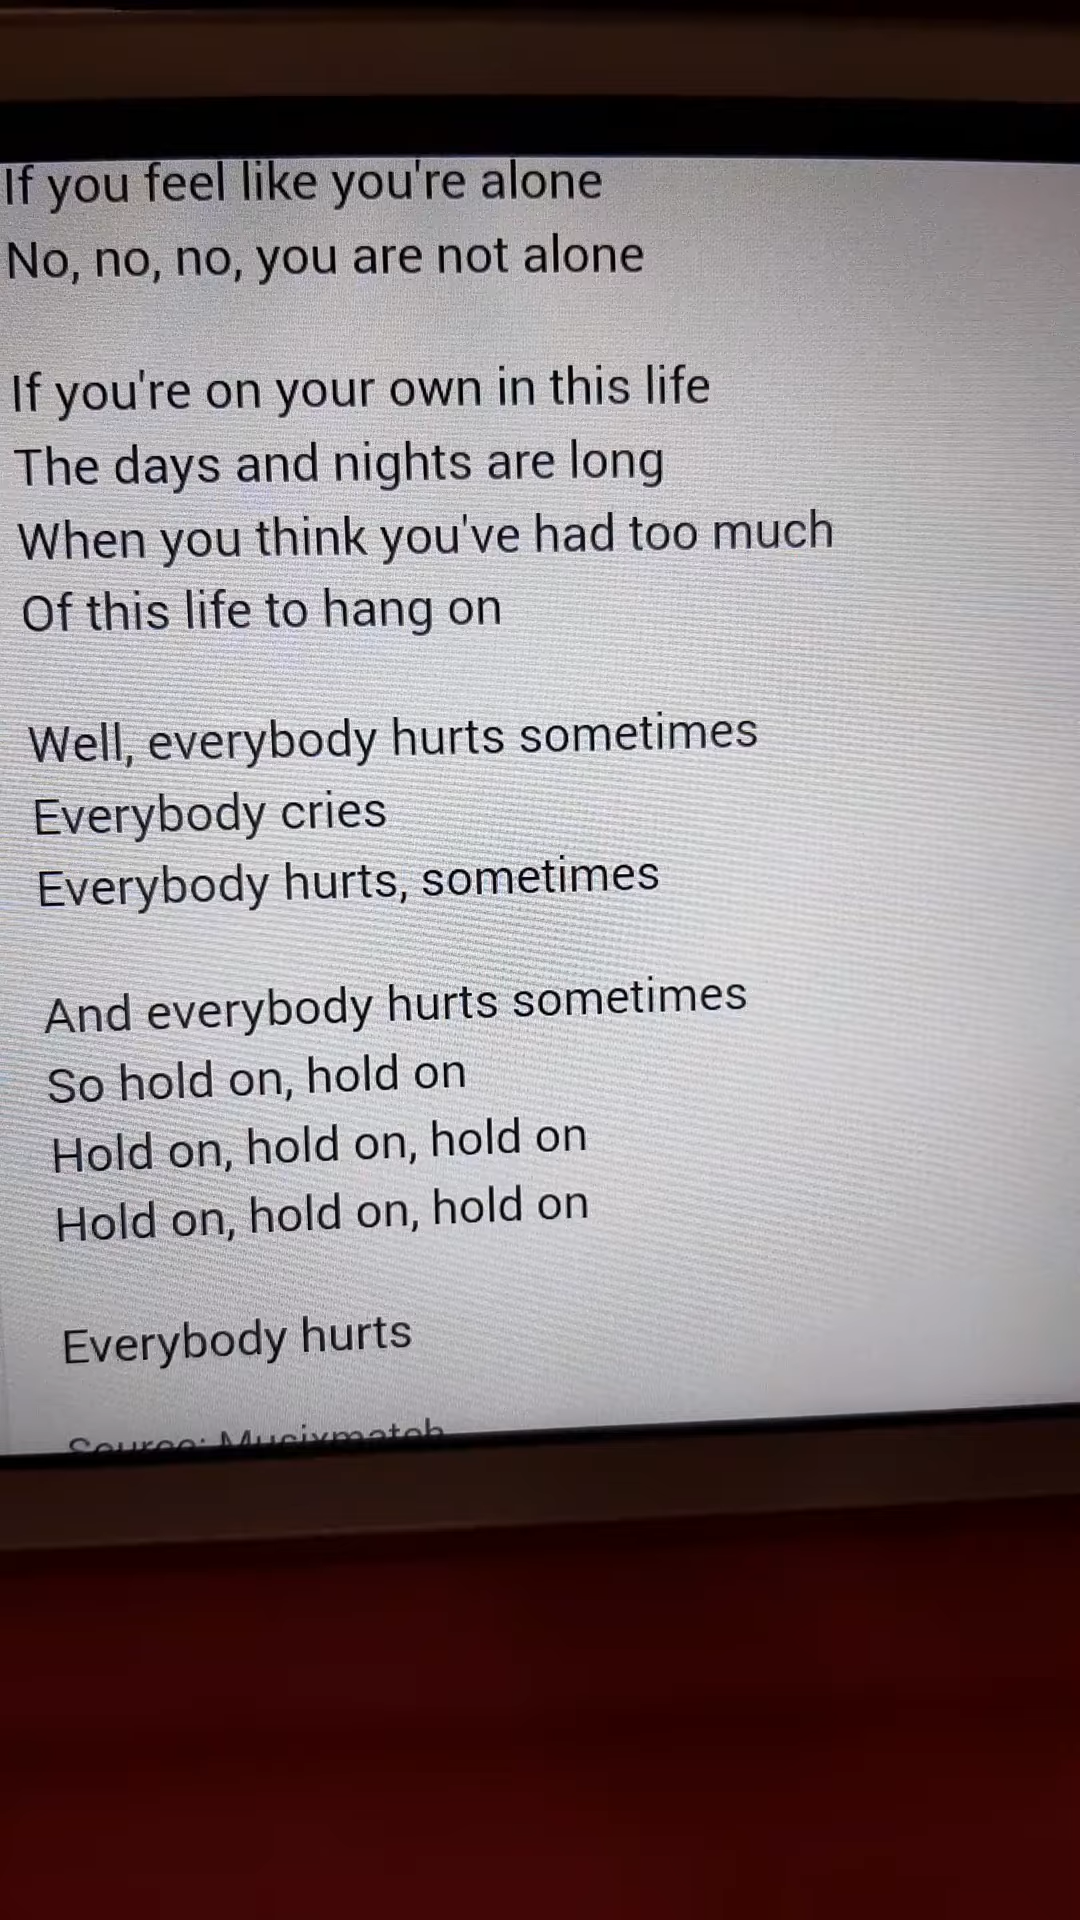 If you feel like you're alone
No, no, no, you are not alone
If you're on your own in this life
The days and nights are long
When you think you've had too much
Of this life to hang on
Well, everybody hurts sometimes
Everybody cries
Everybody hurts, sometimes
And everybody hurts sometimes
So hold on, hold on
Hold on, hold on, hold on
Hold on, hold on, hold on
Everybody hurts
Source: Musixmatch